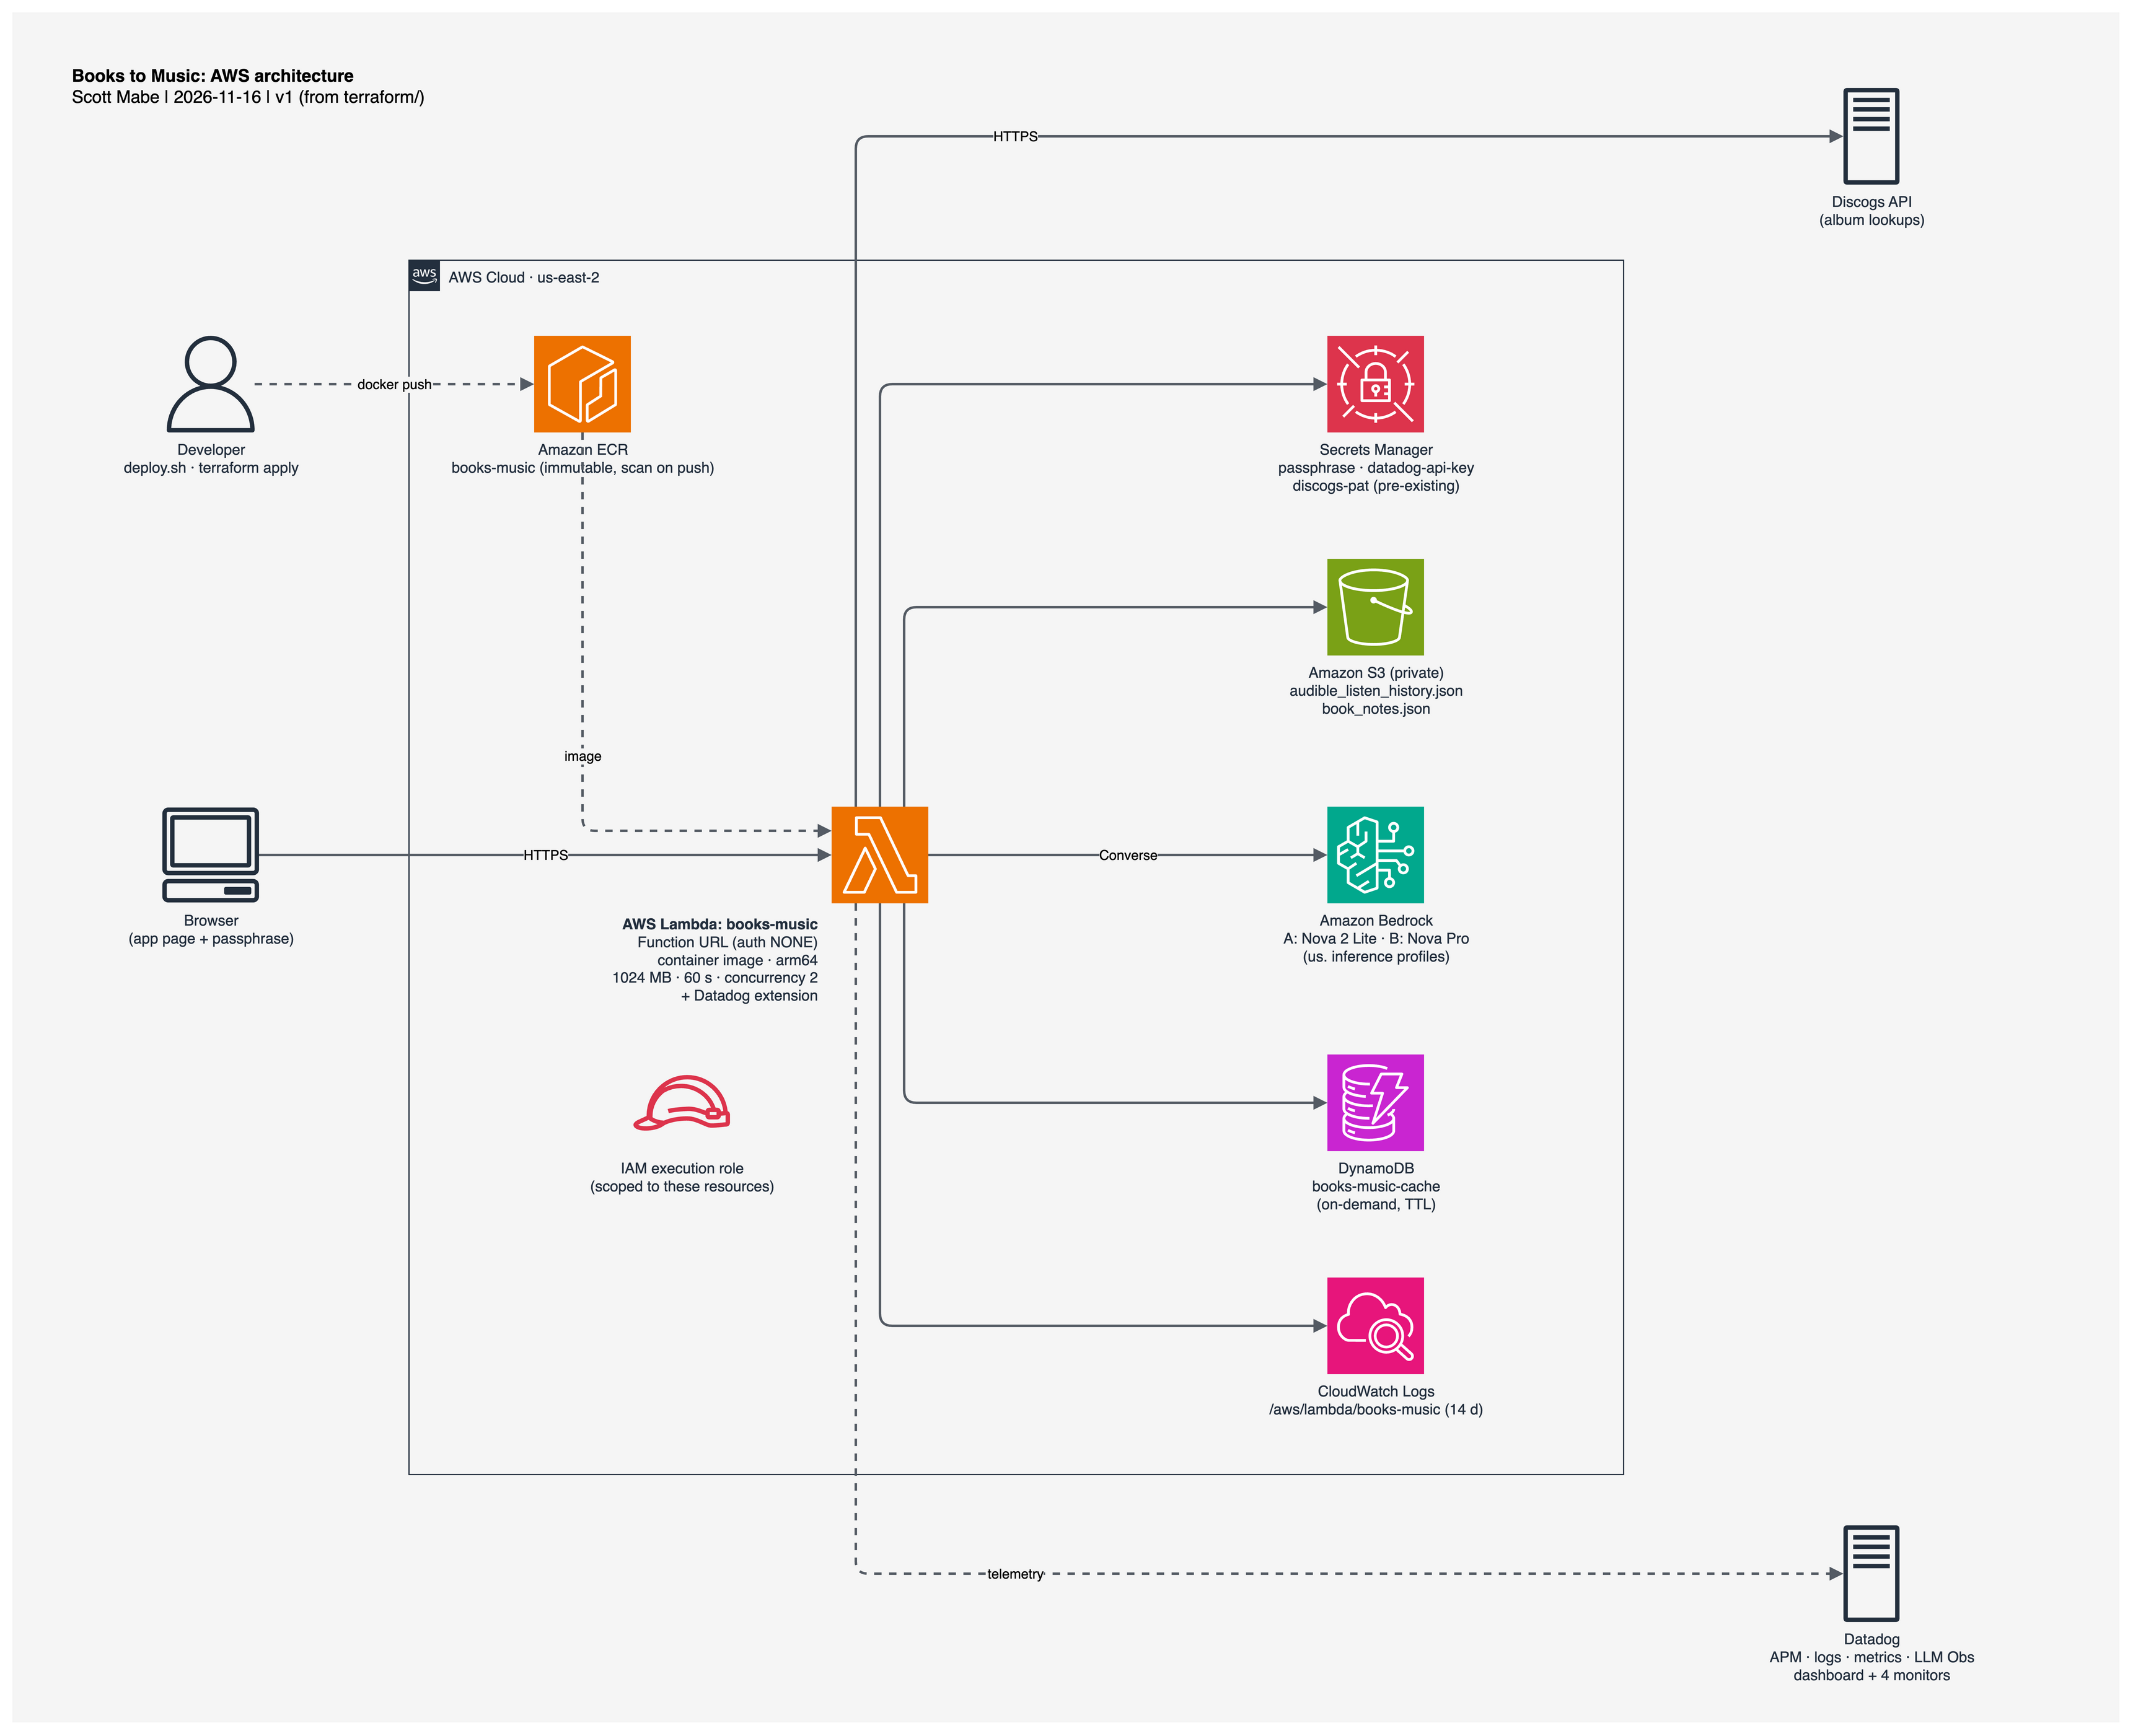 Books to Music: AWS architecture
Scott Mabe | 2026-11-16 | v1 (from terraform/)
HTTPS
Discogs API
(album lookups)
aws
AWS Cloud · us-east-2
docker push
Developer
deploy.sh · terraform apply
Amazon ECR
books-music (immutable, scan on push)
Secrets Manager
passphrase · datadog-api-key
discogs-pat (pre-existing)
Amazon S3 (private)
audible_listen_history.json
book_notes.json
image
HTTPS
Converse
Browser
(app page + passphrase)
AWS Lambda: books-music
Function URL (auth NONE)
container image · arm64
1024 MB · 60 s · concurrency 2
+ Datadog extension
Amazon Bedrock
A: Nova 2 Lite · B: Nova Pro
(us. inference profiles)
IAM execution role
(scoped to these resources)
DynamoDB
books-music-cache
(on-demand, TTL)
CloudWatch Logs
/aws/lambda/books-music (14 d)
telemetry
Datadog
APM · logs · metrics · LLM Obs
dashboard + 4 monitors